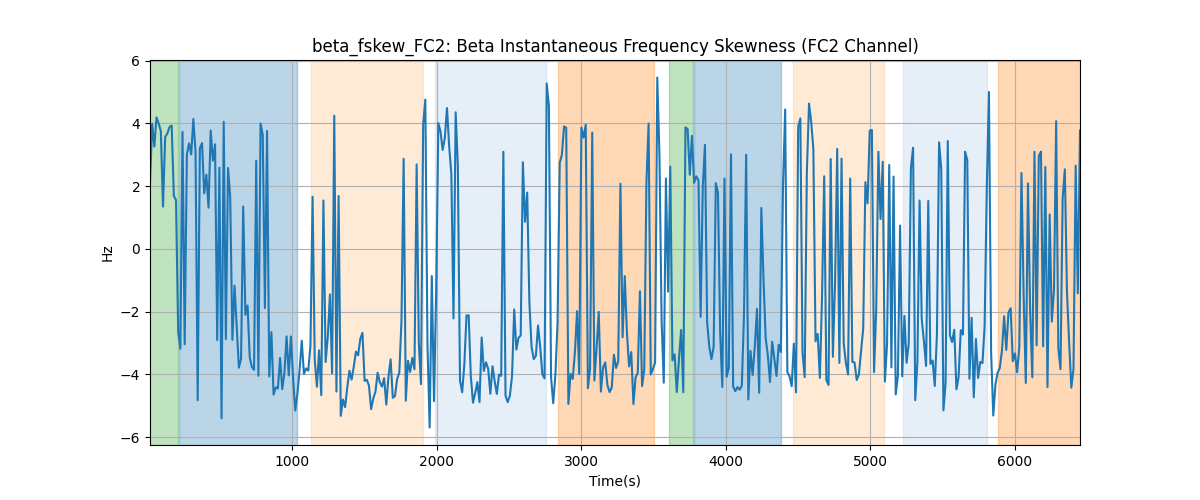 beta_fskew_FC2: Beta Instantaneous Frequency Skewness (FC2 Channel)
6
4
2
0
−2
−4
−6
Hz
1000 2000 3000 4000 5000 6000
Time(s)